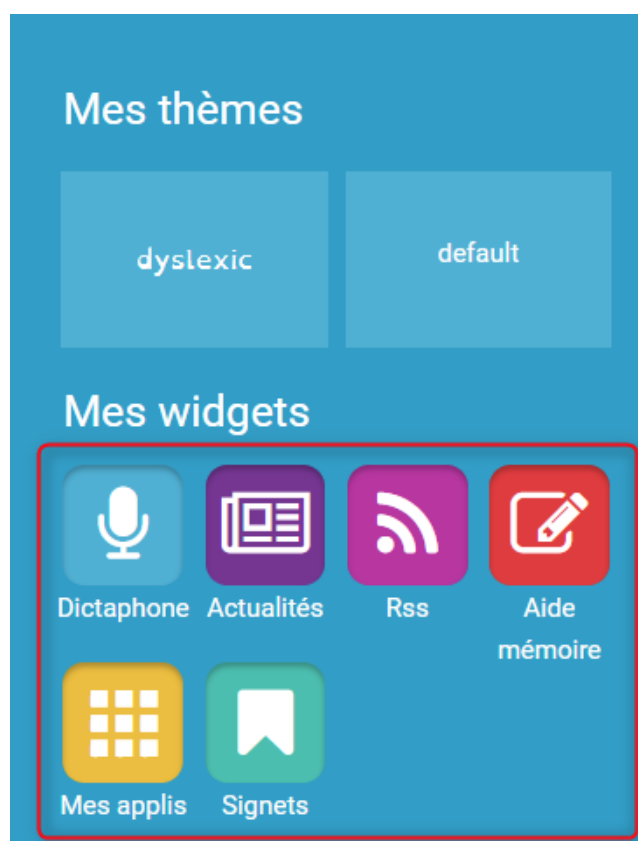 Mes thèmes
dyslexic default
Mes widgets
Dictaphone Actualités Rss Aide
mémoire
Mes applis Signets